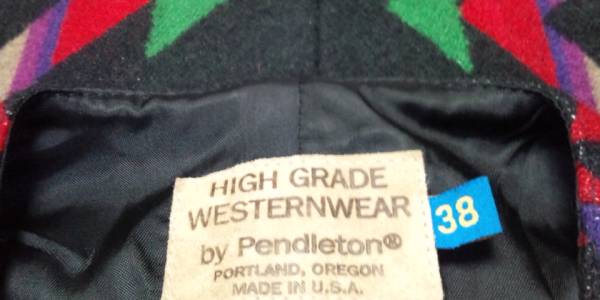 HIGH GRADE
WESTERNWEAR
38
by Pendleton®
PORTLAND, OREGON
MADE IN U.S.A.